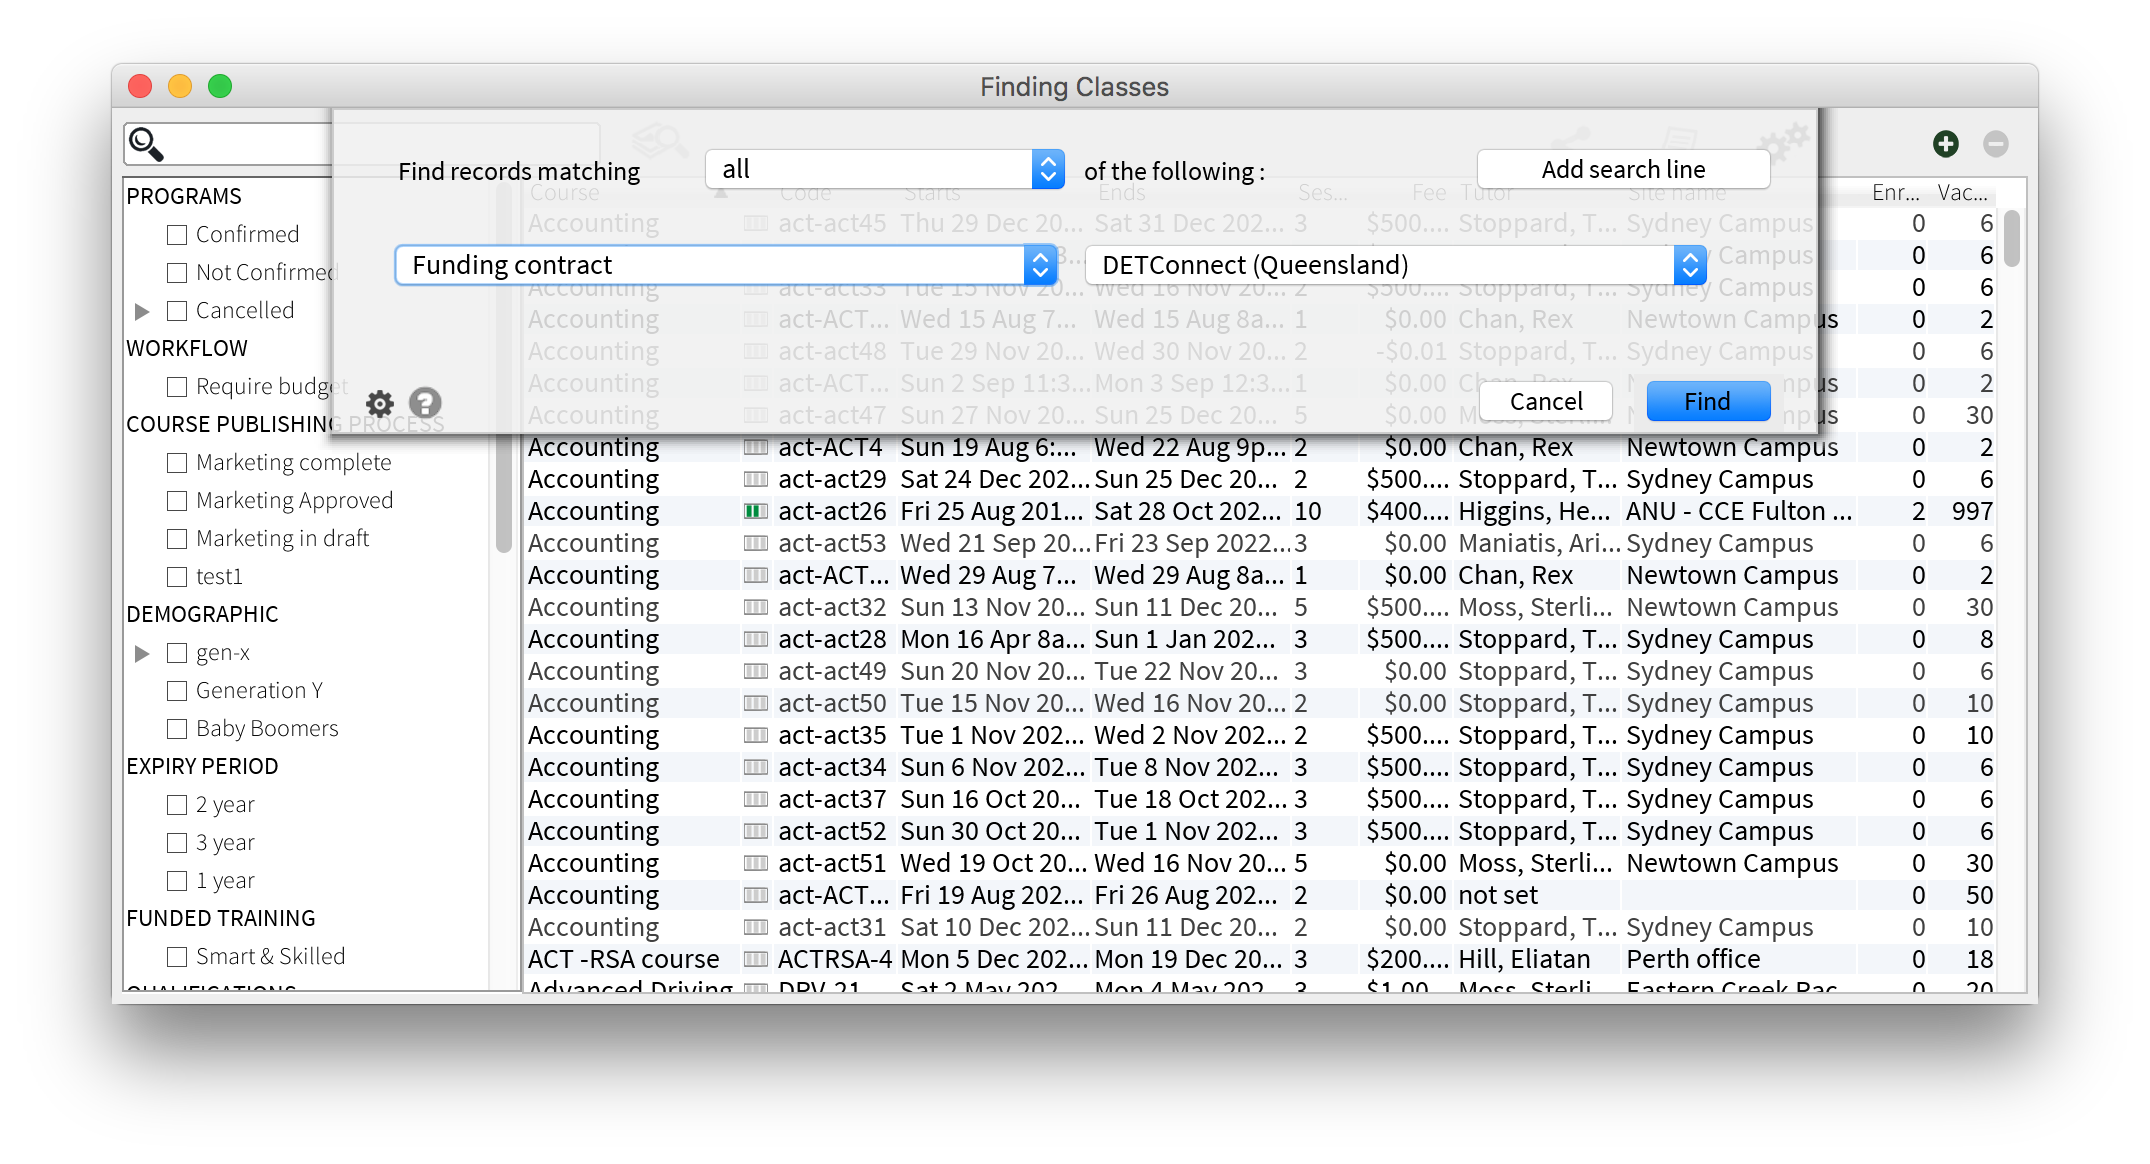 Finding Classes
Find records matching all of the following : Add search line
Funding contract DETConnect (Queensland)
Cancel Find
PROGRAMS
Confirmed
Not Confirmed
Cancelled
WORKFLOW
Require budget
COURSE PUBLISHING PROCESS
Marketing complete
Marketing Approved
Marketing in draft
test1
DEMOGRAPHIC
gen-x
Generation Y
Baby Boomers
EXPIRY PERIOD
2 year
3 year
1 year
FUNDED TRAINING
Smart & Skilled
QUALIFICATIONS
Course Code Starts Ends Ses... Fee Tutor Site name Enr... Vac...
Accounting act-act45 Thu 29 Dec 20... Sat 31 Dec 202... 3 $500.... Stoppard, T... Sydney Campus 0 6
0 6
Accounting act-act33 Tue 15 Nov 20... Wed 16 Nov 20... 2 $500.... Stoppard, T... Sydney Campus 0 6
Accounting act-ACT... Wed 15 Aug 7... Wed 15 Aug 8a... 1 $0.00 Chan, Rex Newtown Campus 0 2
Accounting act-act48 Tue 29 Nov 20... Wed 30 Nov 20... 2 -$0.01 Stoppard, T... Sydney Campus 0 6
Accounting act-ACT... Sun 2 Sep 11:3... Mon 3 Sep 12:3... 1 $0.00 0 2
Accounting act-act47 Sun 27 Nov 20... Sun 25 Dec 20... 5 $0.00 0 30
Accounting act-ACT4 Sun 19 Aug 6:... Wed 22 Aug 9p... 2 $0.00 Chan, Rex Newtown Campus 0 2
Accounting act-act29 Sat 24 Dec 202... Sun 25 Dec 20... 2 $500.... Stoppard, T... Sydney Campus 0 6
Accounting act-act26 Fri 25 Aug 201... Sat 28 Oct 202... 10 $400.... Higgins, He... ANU - CCE Fulton ... 2 997
Accounting act-act53 Wed 21 Sep 20... Fri 23 Sep 2022... 3 $0.00 Maniatis, Ari... Sydney Campus 0 6
Accounting act-ACT... Wed 29 Aug 7... Wed 29 Aug 8a... 1 $0.00 Chan, Rex Newtown Campus 0 2
Accounting act-act32 Sun 13 Nov 20... Sun 11 Dec 20... 5 $500.... Moss, Sterli... Newtown Campus 0 30
Accounting act-act28 Mon 16 Apr 8a... Sun 1 Jan 202... 3 $500.... Stoppard, T... Sydney Campus 0 8
Accounting act-act49 Sun 20 Nov 20... Tue 22 Nov 20... 3 $0.00 Stoppard, T... Sydney Campus 0 6
Accounting act-act50 Tue 15 Nov 20... Wed 16 Nov 20... 2 $0.00 Stoppard, T... Sydney Campus 0 10
Accounting act-act35 Tue 1 Nov 202... Wed 2 Nov 202... 2 $500.... Stoppard, T... Sydney Campus 0 10
Accounting act-act34 Sun 6 Nov 202... Tue 8 Nov 202... 3 $500.... Stoppard, T... Sydney Campus 0 6
Accounting act-act37 Sun 16 Oct 20... Tue 18 Oct 202... 3 $500.... Stoppard, T... Sydney Campus 0 6
Accounting act-act52 Sun 30 Oct 20... Tue 1 Nov 202... 3 $500.... Stoppard, T... Sydney Campus 0 6
Accounting act-act51 Wed 19 Oct 20... Wed 16 Nov 20... 5 $0.00 Moss, Sterli... Newtown Campus 0 30
Accounting act-ACT... Fri 19 Aug 202... Fri 26 Aug 202... 2 $0.00 not set 0 50
Accounting act-act31 Sat 10 Dec 202... Sun 11 Dec 20... 2 $0.00 Stoppard, T... Sydney Campus 0 10
ACT -RSA course ACTRSA-4 Mon 5 Dec 202... Mon 19 Dec 20... 3 $200.... Hill, Eliatan Perth office 0 18
Advanced Driving DRV-21 Sat 2 May 202... Mon 4 May 202... 3 $1,00... Moss, Sterli... Eastern Creek Rac... 0 20